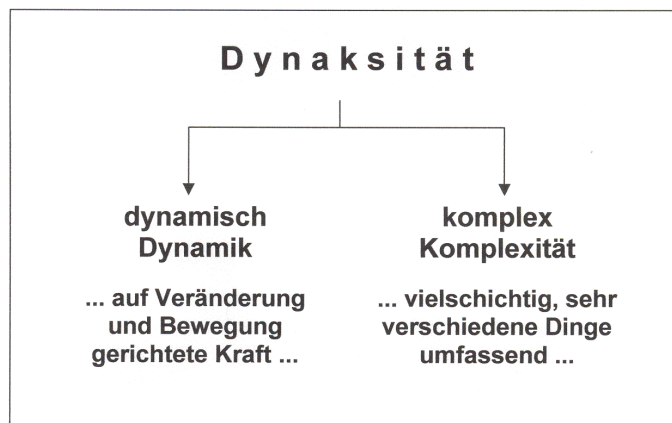 Dynaksität
dynamisch
Dynamik
... auf Veränderung
und Bewegung
gerichtete Kraft ...
komplex
Komplexität
... vielschichtig, sehr
verschiedene Dinge
umfassend ...